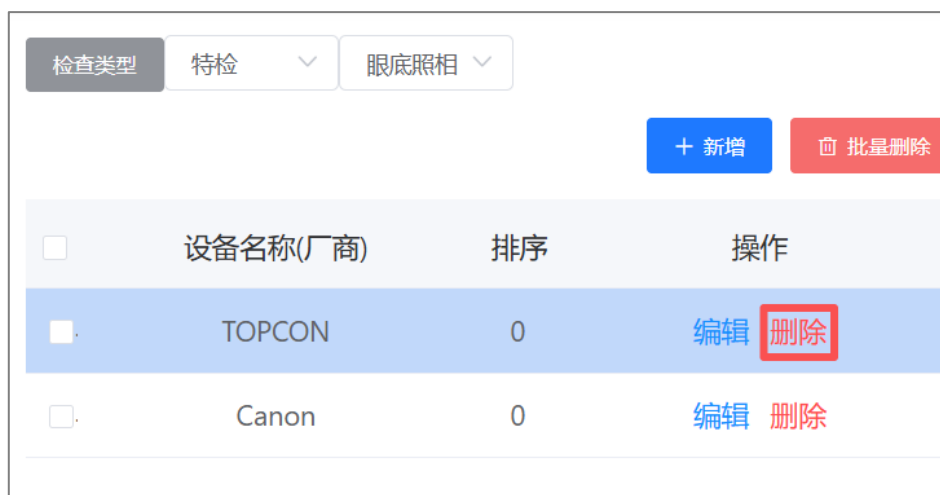 检查类型 特检 眼底照相
+ 新增 批量删除
设备名称(厂商) 排序 操作
TOPCON 0 编辑 删除
Canon 0 编辑 删除